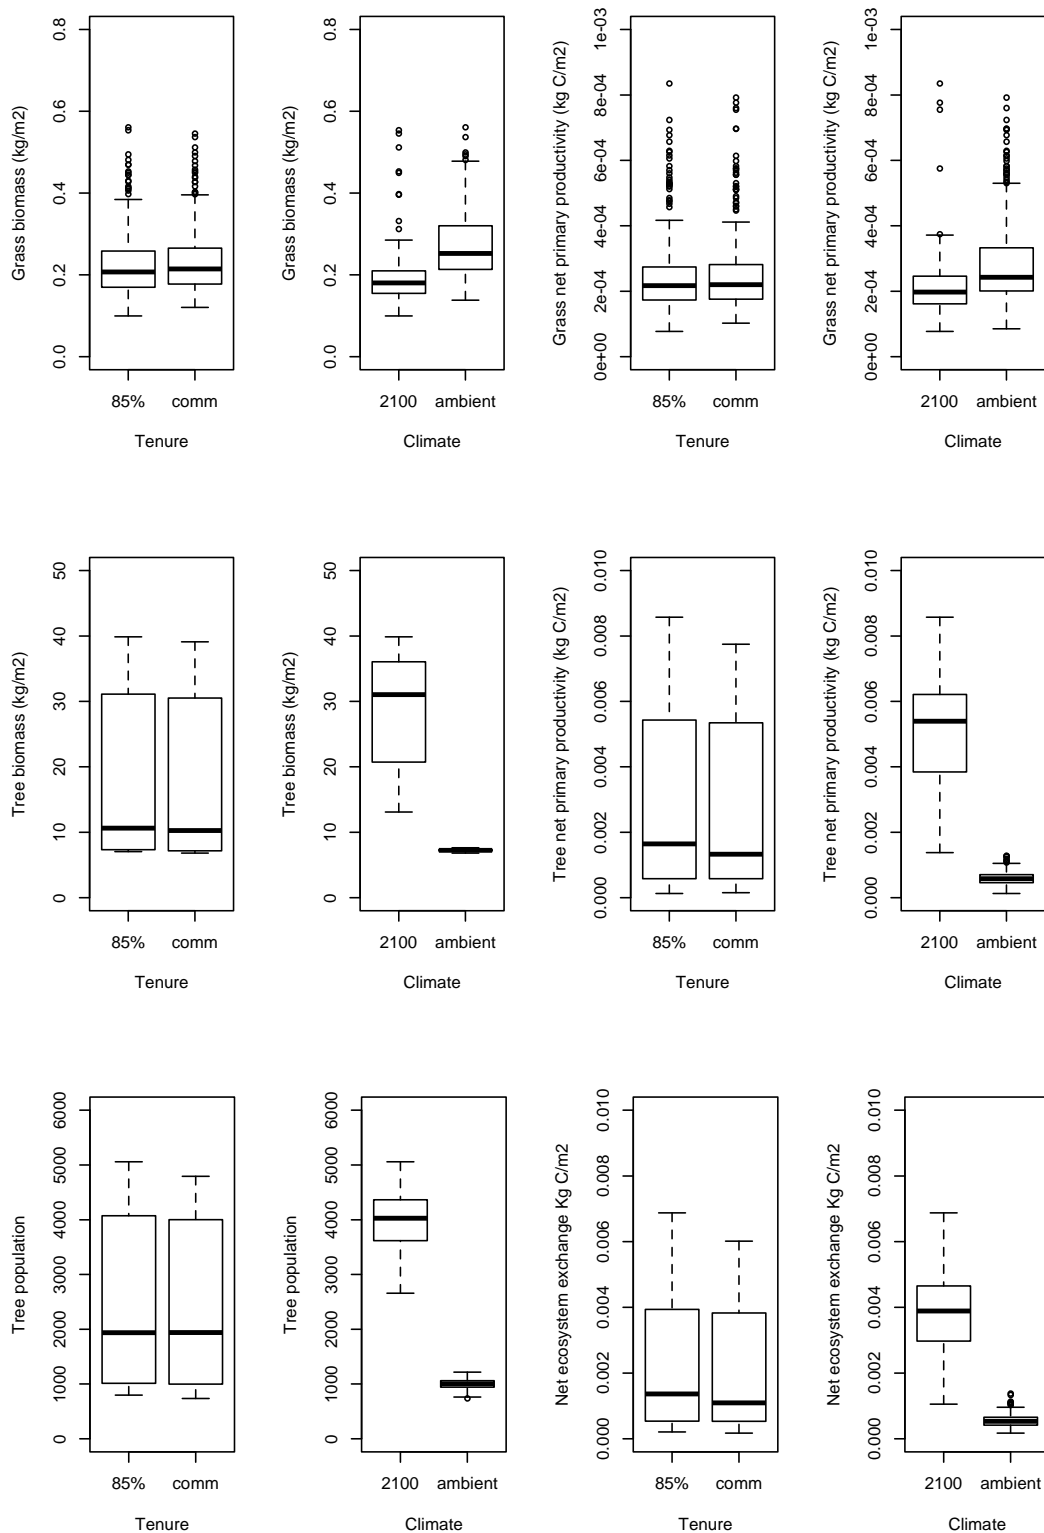 Grass biomass (kg/m2)
0.0 0.2 0.4 0.6 0.8
85% comm
Tenure
Grass biomass (kg/m2)
0.0 0.2 0.4 0.6 0.8
2100 ambient
Climate
Grass net primary productivity (kg C/m2)
0e+00 2e-04 4e-04 6e-04 8e-04 1e-03
85% comm
Tenure
Grass net primary productivity (kg C/m2)
0e+00 2e-04 4e-04 6e-04 8e-04 1e-03
2100 ambient
Climate
Tree biomass (kg/m2)
0 10 20 30 40 50
85% comm
Tenure
Tree biomass (kg/m2)
0 10 20 30 40 50
2100 ambient
Climate
Tree net primary productivity (kg C/m2)
0.000 0.002 0.004 0.006 0.008 0.010
85% comm
Tenure
Tree net primary productivity (kg C/m2)
0.000 0.002 0.004 0.006 0.008 0.010
2100 ambient
Climate
Tree population
0 1000 2000 3000 4000 5000 6000
85% comm
Tenure
Tree population
0 1000 2000 3000 4000 5000 6000
2100 ambient
Climate
Net ecosystem exchange Kg C/m2
0.000 0.002 0.004 0.006 0.008 0.010
85% comm
Tenure
Net ecosystem exchange Kg C/m2
0.000 0.002 0.004 0.006 0.008 0.010
2100 ambient
Climate